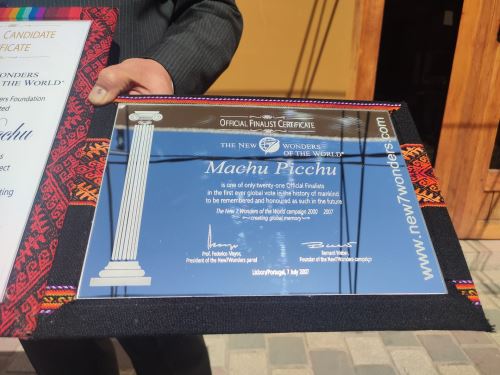 CANDIDATE
WONDERS
OF THE WORLD
Foundation
OFFICIAL FINALIST CERTIFICATE
THE NEW 7 WONDERS
OF THE WORLD
Machu Picchu
is one of only twenty-one Official Finalists
in the first ever global vote in the history of mankind
to be remembered and honoured as such in the future
The New 7 Wonders of the World campaign 2000 2007
creating global memory
Prof. Federico Mayor,
President of the New7Wonders panel
Bernard Weber,
Founder of the New7Wonders campaign
Lisbon/Portugal, 7 July 2007
www.new7wonders.com